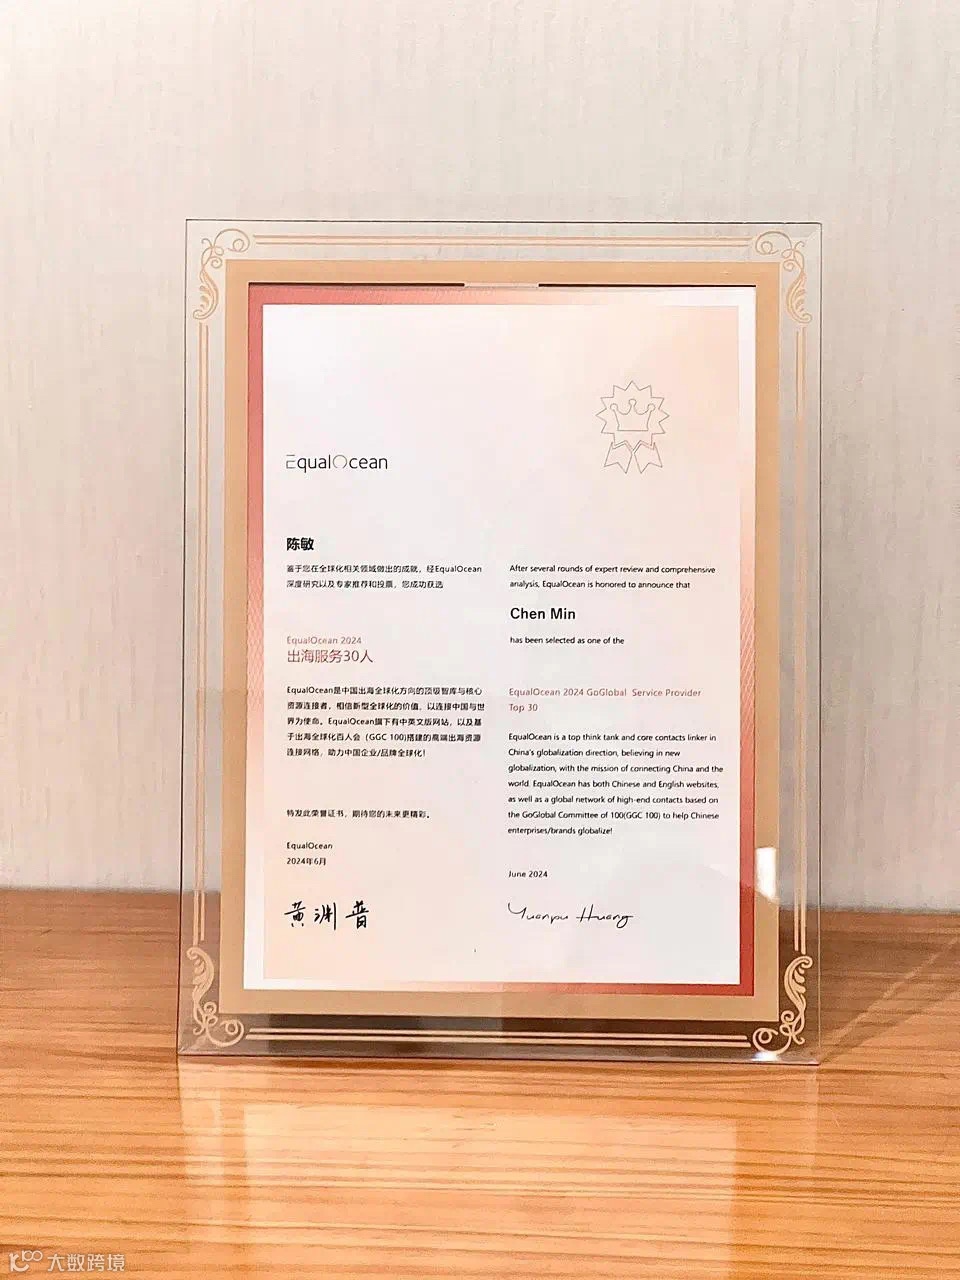 EqualOcean
陈敏
鉴于您在全球化相关领域做出的成就，经EqualOcean
深度研究以及专家推荐和投票，您成功获选
EqualOcean 2024
出海服务30人
EqualOcean是中国出海全球化方向的顶级智库与核心
资源连接者，相信新型全球化的价值，以连接中国与世
界为使命。EqualOcean旗下有中英文版网站，以及基
于出海全球化百人会（GGC 100)搭建的高端出海资源
连接网络，助力中国企业/品牌全球化！
特发此荣誉证书，期待您的未来更精彩。
EqualOcean
2024年6月
黄渊普
After several rounds of expert review and comprehensive
analysis, EqualOcean is honored to announce that
Chen Min
has been selected as one of the
EqualOcean 2024 GoGlobal Service Provider
Top 30
EqualOcean is a top think tank and core contacts linker in
China's globalization direction, believing in new
globalization, with the mission of connecting China and the
world. EqualOcean has both Chinese and English websites,
as well as a global network of high-end contacts based on
the GoGlobal Committee of 100(GGC 100) to help Chinese
enterprises/brands globalize!
June 2024
Yuanpu Huang
大数跨境